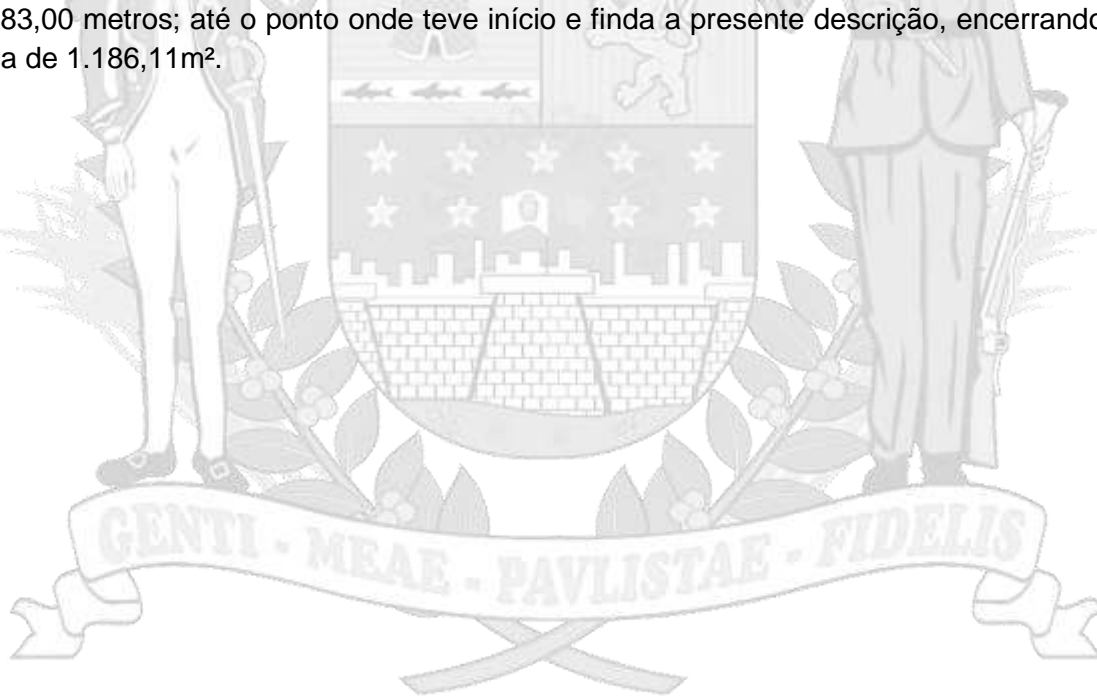 83,00 metros; até o ponto onde teve início e finda a presente descrição, encerrando
a de 1.186,11m².
GENTI - MEAE - PAVLISTAE - FIDELIS